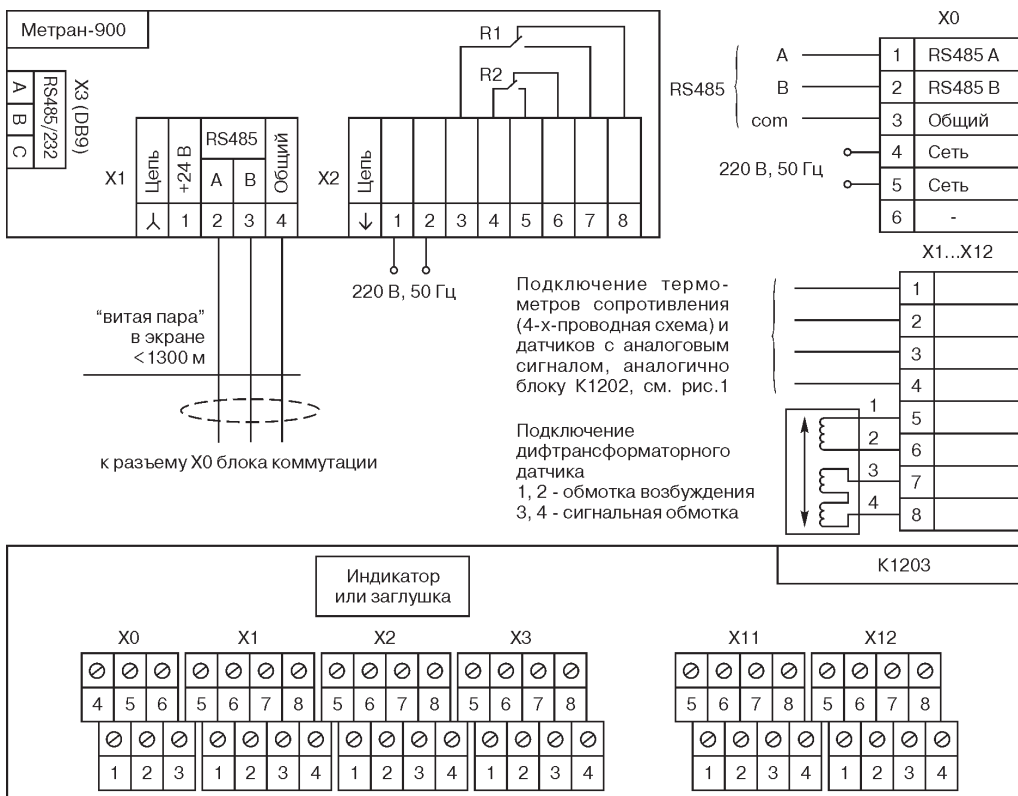 Метран-900
X3 (DB9)
RS485/232
A
B
C
X1
Цепь
+24 В
RS485
A
B
Общий
1
2
3
4
X2
Цепь
1
2
3
4
5
6
7
8
R1
R2
220 В, 50 Гц
"витая пара"
в экране
<1300 м
к разъему X0 блока коммутации
X0
RS485
A
1
RS485 A
B
2
RS485 B
com
3
Общий
220 В, 50 Гц
4
Сеть
5
Сеть
6
-
X1...X12
Подключение термо-
метров сопротивления
(4-х-проводная схема) и
датчиков с аналоговым
сигналом, аналогично
блоку К1202, см. рис.1
1
2
3
4
5
6
7
8
Подключение
дифтрансформаторного
датчика
1, 2 - обмотка возбуждения
3, 4 - сигнальная обмотка
1
2
3
4
К1203
Индикатор
или заглушка
X0 X1 X2 X3 X11 X12
4 5 6 5 6 7 8 5 6 7 8 5 6 7 8 5 6 7 8 5 6 7 8
1 2 3 1 2 3 4 1 2 3 4 1 2 3 4 1 2 3 4 1 2 3 4